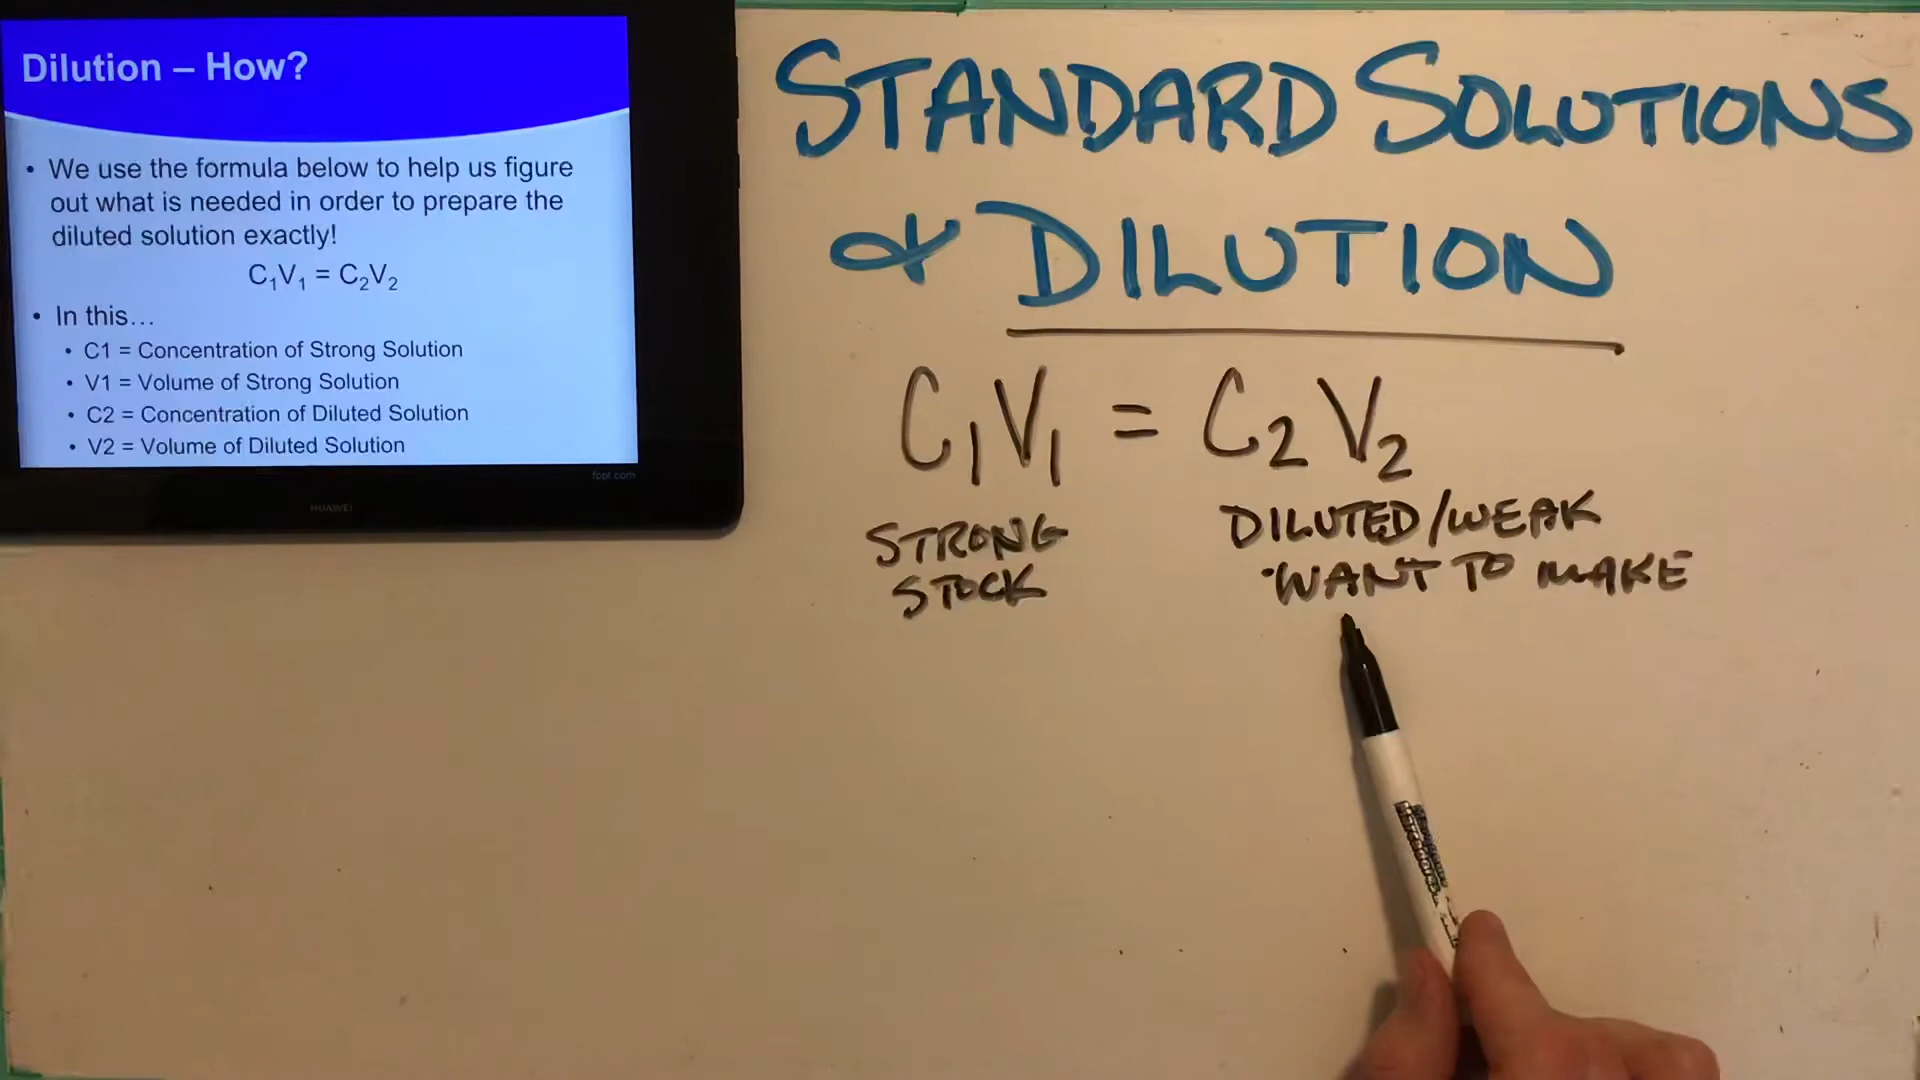 Dilution – How?
• We use the formula below to help us figure
out what is needed in order to prepare the
diluted solution exactly!
C₁V₁ = C₂V₂
• In this...
• C1 = Concentration of Strong Solution
• V1 = Volume of Strong Solution
• C2 = Concentration of Diluted Solution
• V2 = Volume of Diluted Solution
fppt.com
HUAWEI
STANDARD SOLUTIONS
& DILUTION
C₁V₁ = C₂V₂
STRONG
STOCK
DILUTED/WEAK
·WANT TO MAKE